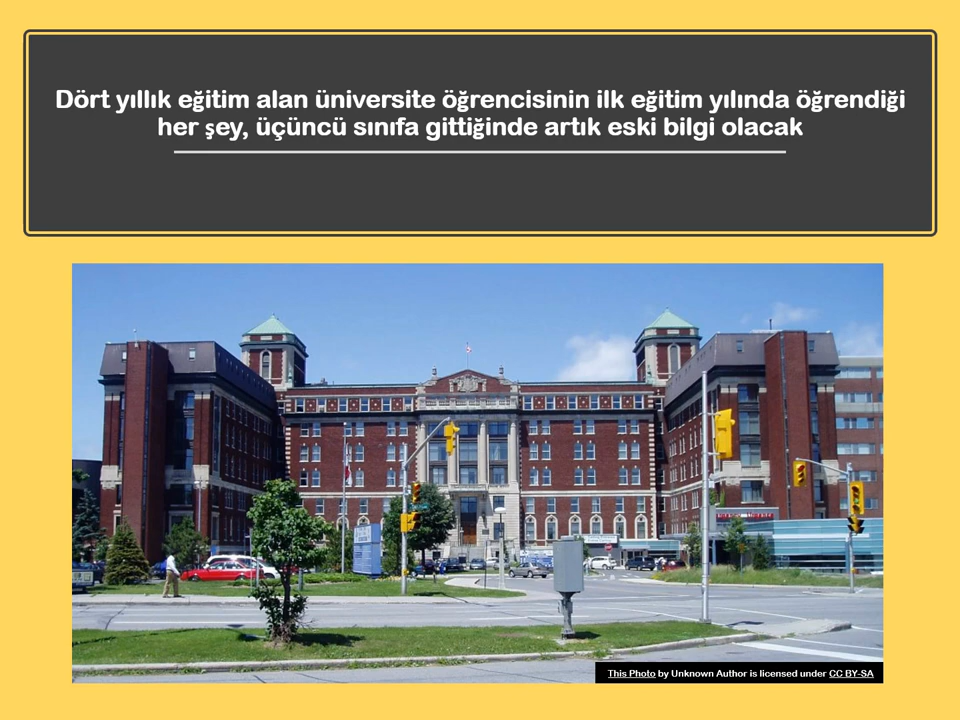 Dört yıllık eğitim alan üniversite öğrencisinin ilk eğitim yılında öğrendiği
her şey, üçüncü sınıfa gittiğinde artık eski bilgi olacak
This Photo by Unknown Author is licensed under CC BY-SA